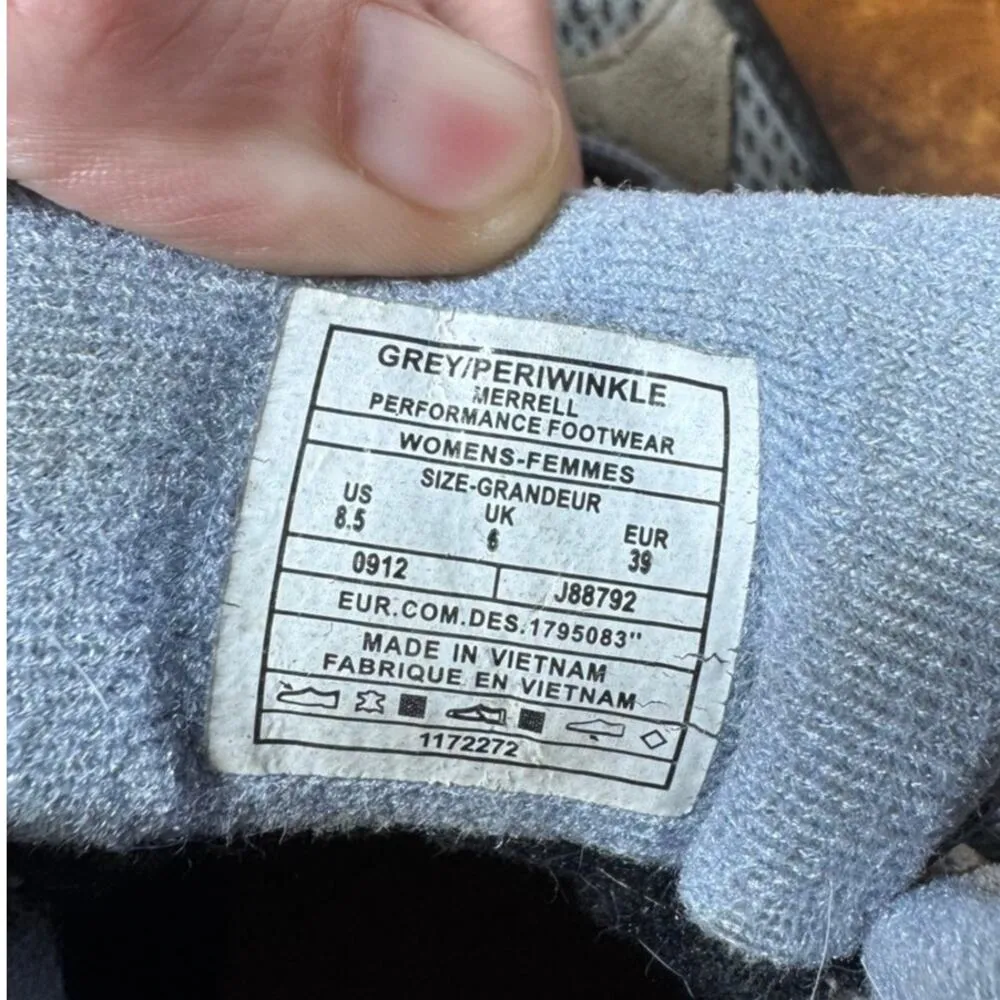 GREY/PERIWINKLE
MERRELL
PERFORMANCE FOOTWEAR
WOMENS-FEMMES
SIZE-GRANDEUR
US UK EUR
8.5 6 39
0912 J88792
EUR.COM.DES.1795083"
MADE IN VIETNAM
FABRIQUE EN VIETNAM
1172272